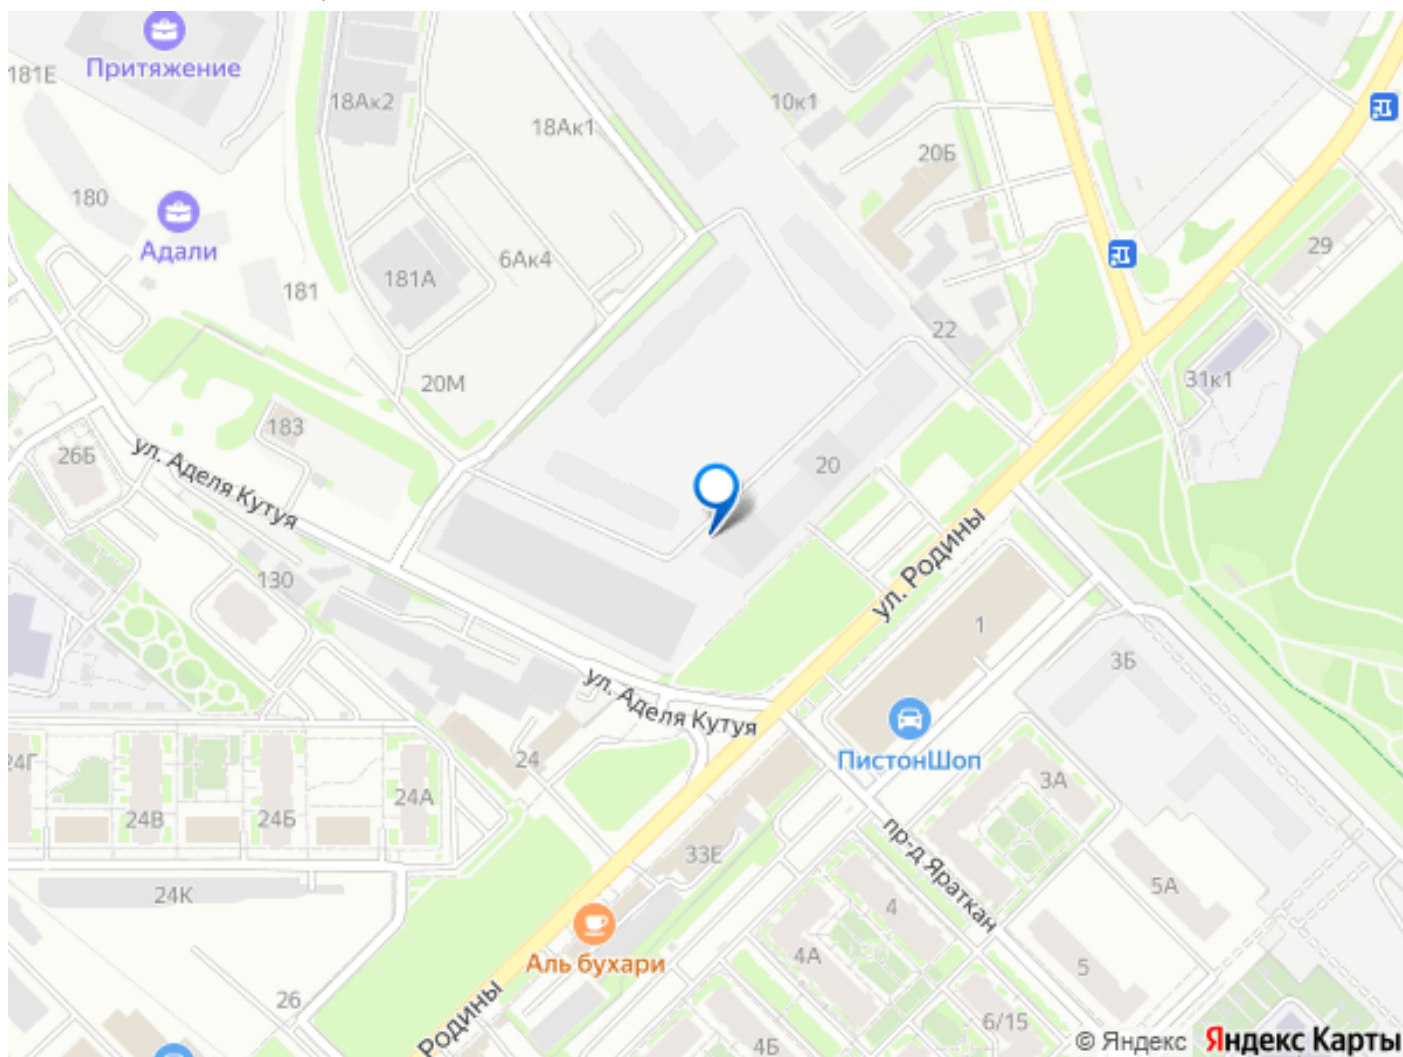 181Е
Притяжение
18Ак2
18Ак1
10к1
20Б
180
Адали
181
181А
6Ак4
29
22
31к1
20М
183
26Б
ул. Аделя Кутуя
20
ул. Родины
130
1
3Б
ул. Аделя Кутуя
24Г
24
ПистонШоп
3А
24В
24Б
24А
33Е
пр-д Яраткан
5А
24К
4
Аль бухари
4А
5
26
Родины
4Б
6/15
© Яндекс Яндекс Карты